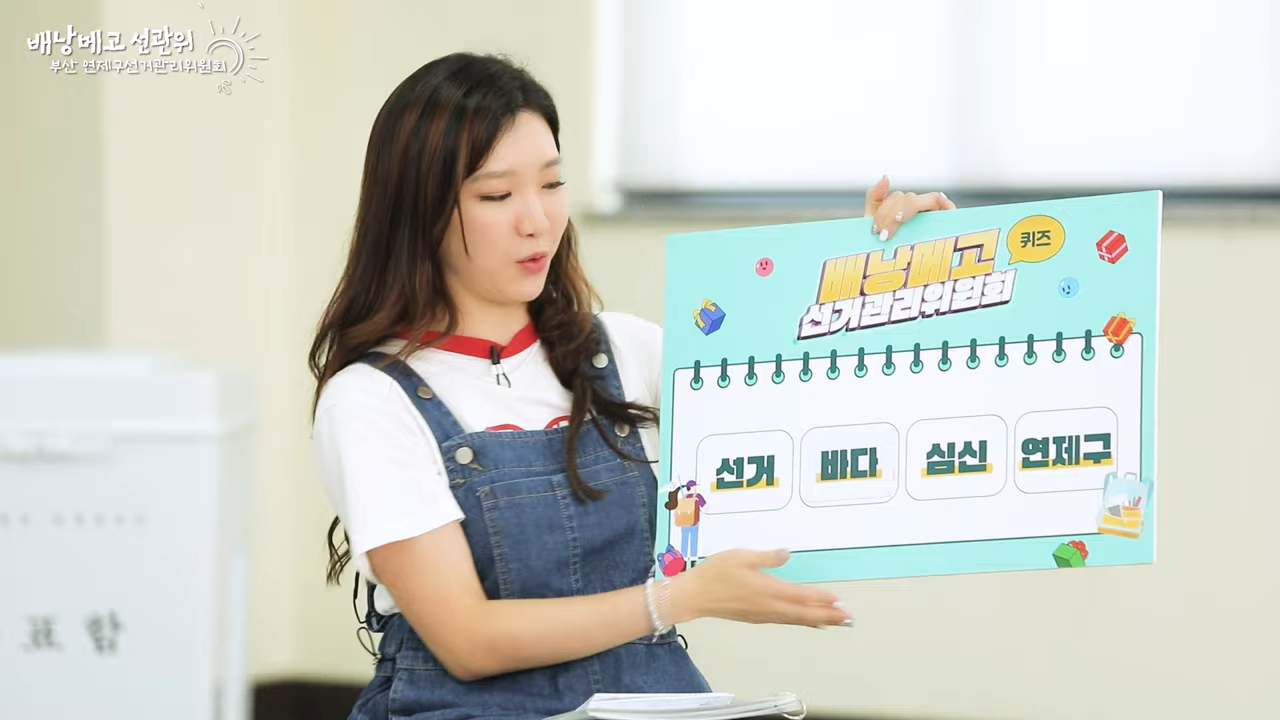 배낭메고 선관위
부산 연제구선거관리위원회
퀴즈
배낭메고
선거관리위원회
선거 바다 심신 연제구
표함